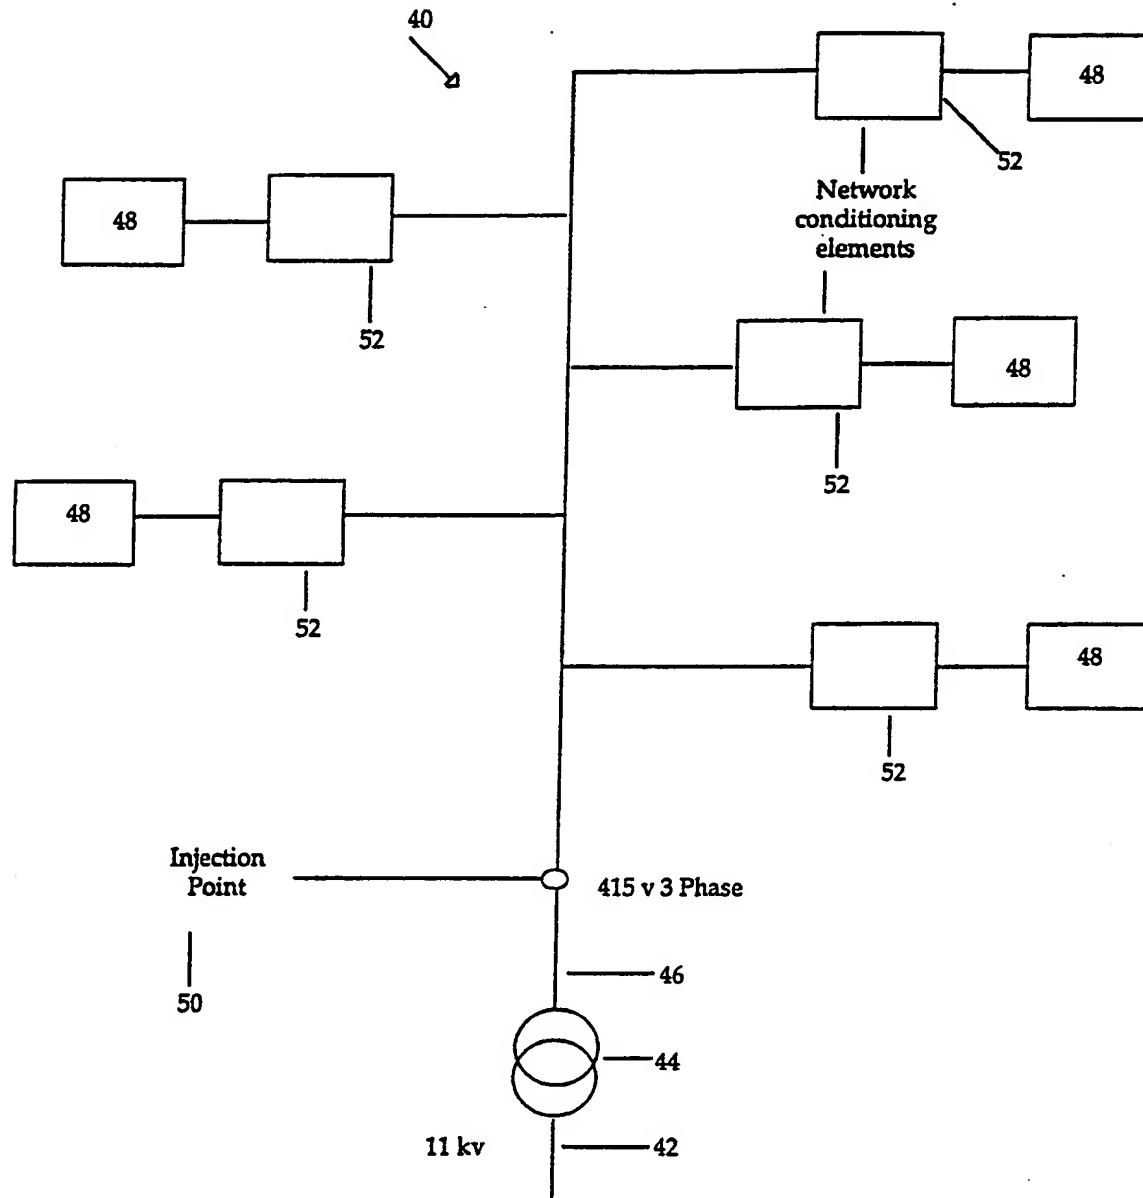 40
48
52
Network
conditioning
elements
48
52
48
52
48
52
48
52
Injection
Point
415 v 3 Phase
46
50
44
11 kv
42